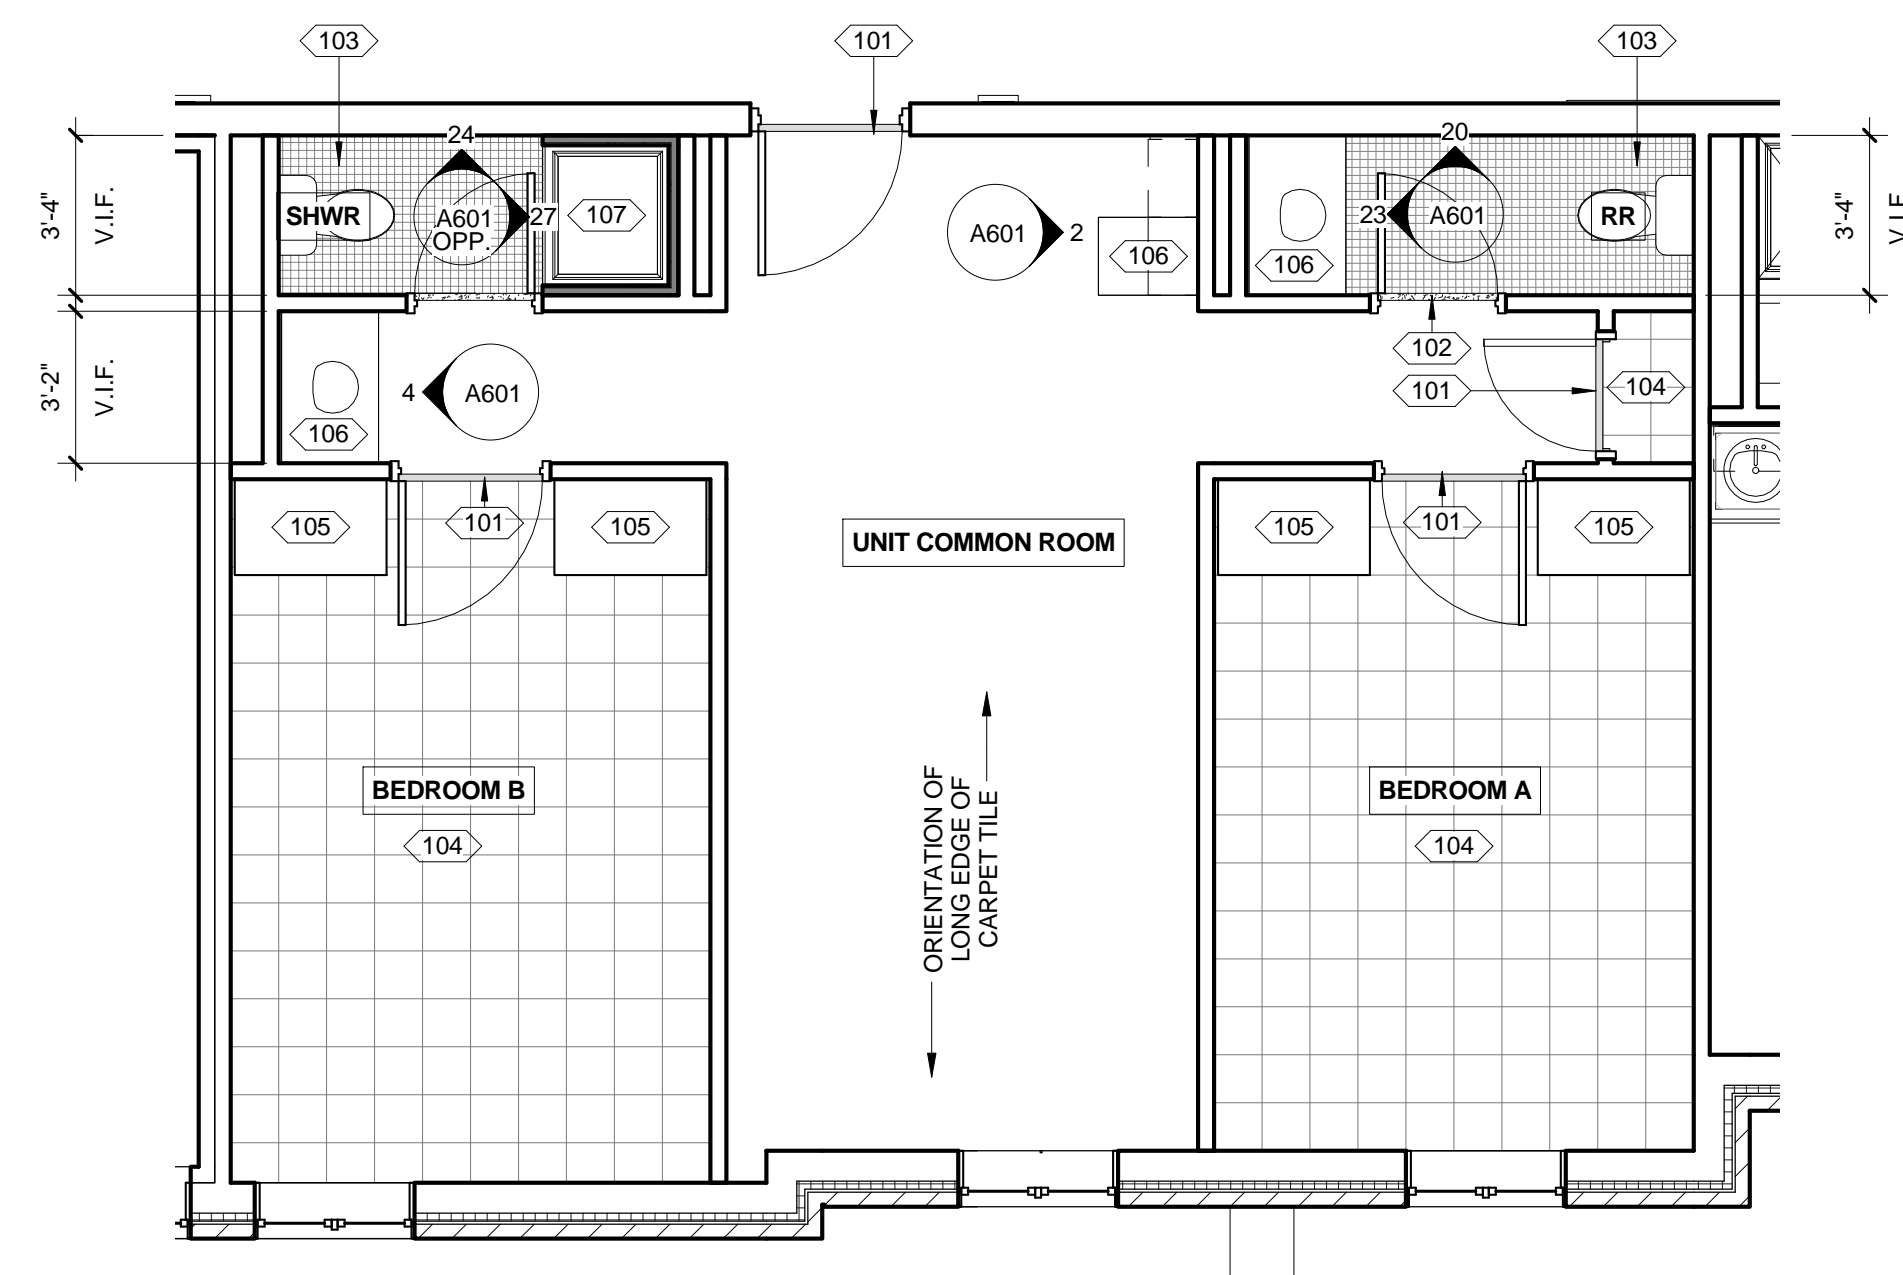 103
101
103
24
20
3'-4"
V.I.F.
SHWR
A601
OPP.
27
107
A601
2
106
106
23
A601
RR
3'-4"
V.I.F.
3'-2"
V.I.F.
106
4
A601
102
101
104
105
101
105
UNIT COMMON ROOM
105
101
105
BEDROOM B
104
ORIENTATION OF
LONG EDGE OF
CARPET TILE
BEDROOM A
104